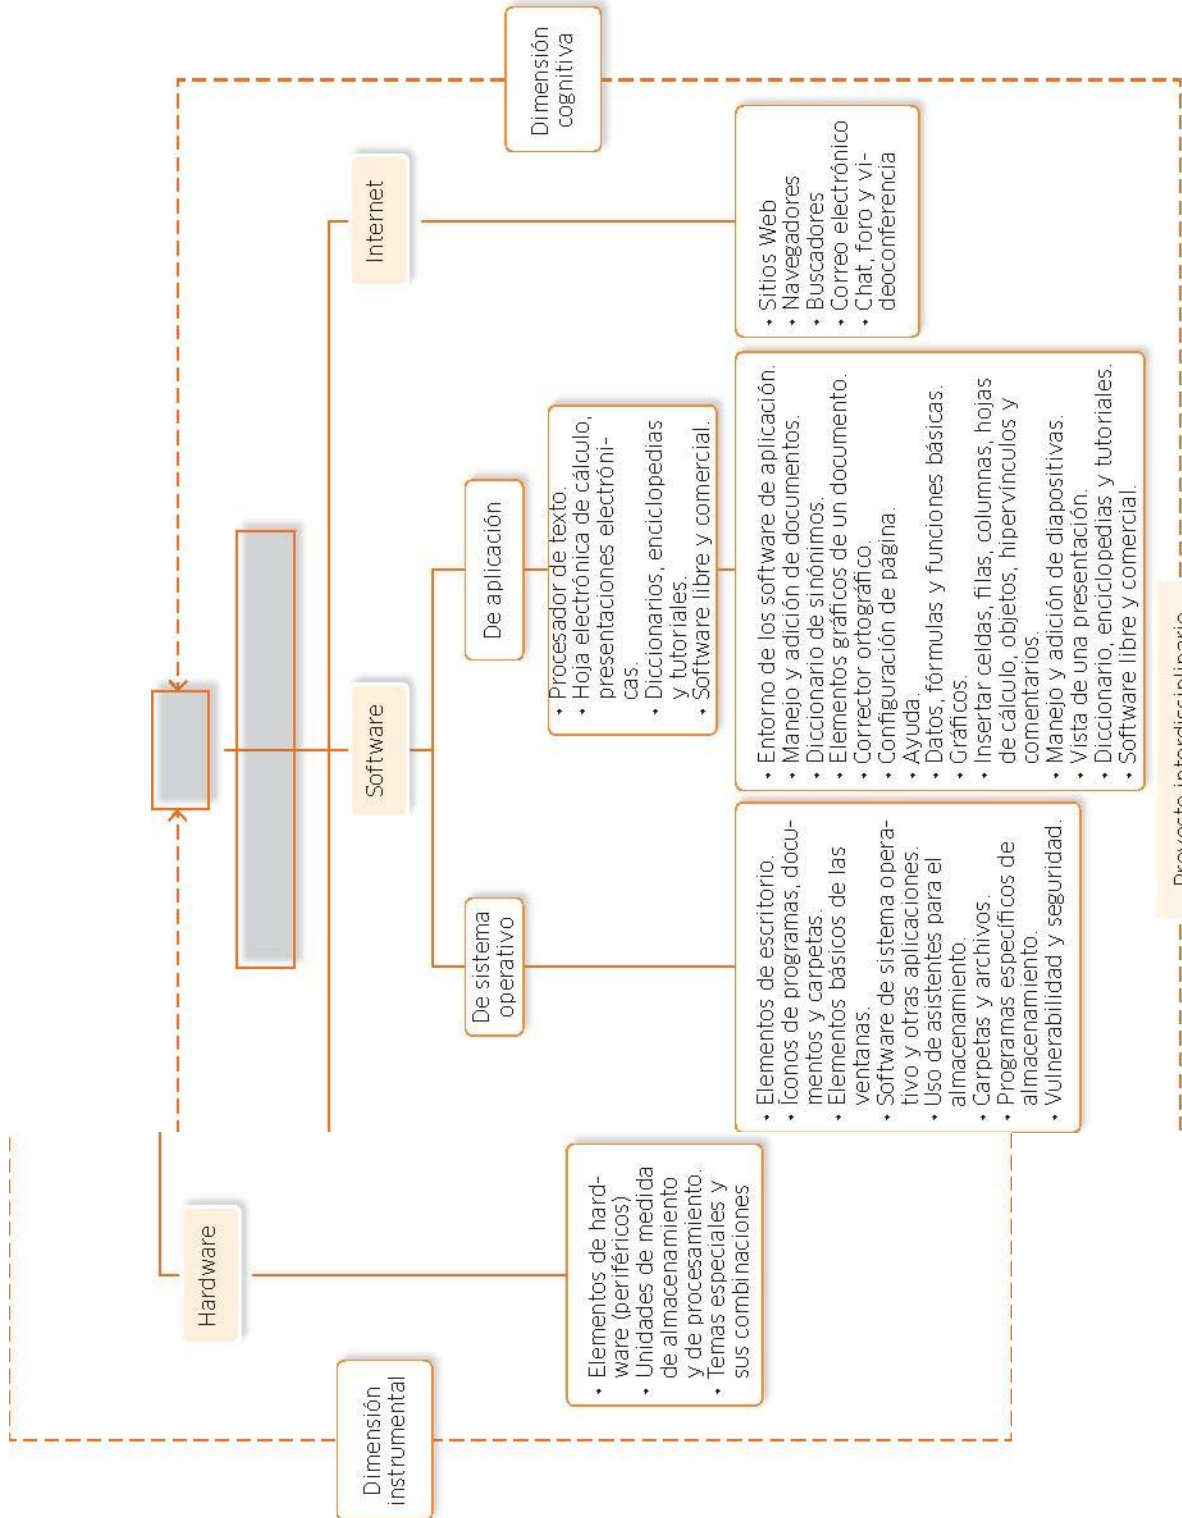 Hardware
Software
Internet
Dimensión
instrumental
Dimensión
cognitiva
De sistema
operativo
De aplicación
• Elementos de hard-
ware (periféricos)
• Unidades de medida
de almacenamiento
y de procesamiento.
• Temas especiales y
sus combinaciones
• Procesador de texto.
• Hoja electrónica de cálculo,
presentaciones electróni-
cas.
• Diccionarios, enciclopedias
y tutoriales.
• Software libre y comercial.
• Elementos de escritorio.
• Íconos de programas, docu-
mentos y carpetas.
• Elementos básicos de las
ventanas.
• Software de sistema opera-
tivo y otras aplicaciones.
• Uso de asistentes para el
almacenamiento.
• Carpetas y archivos.
• Programas específicos de
almacenamiento.
• Vulnerabilidad y seguridad.
• Entorno de los software de aplicación.
• Manejo y adición de documentos.
• Diccionario de sinónimos.
• Elementos gráficos de un documento.
• Corrector ortográfico.
• Configuración de página.
• Ayuda.
• Datos, fórmulas y funciones básicas.
• Gráficos.
• Insertar celdas, filas, columnas, hojas
de cálculo, objetos, hipervínculos y
comentarios.
• Manejo y adición de diapositivas.
• Vista de una presentación.
• Diccionario, enciclopedias y tutoriales.
• Software libre y comercial.
• Sitios Web
• Navegadores
• Buscadores
• Correo electrónico
• Chat, foro y vi-
deoconferencia
Proyecto interdisciplinario